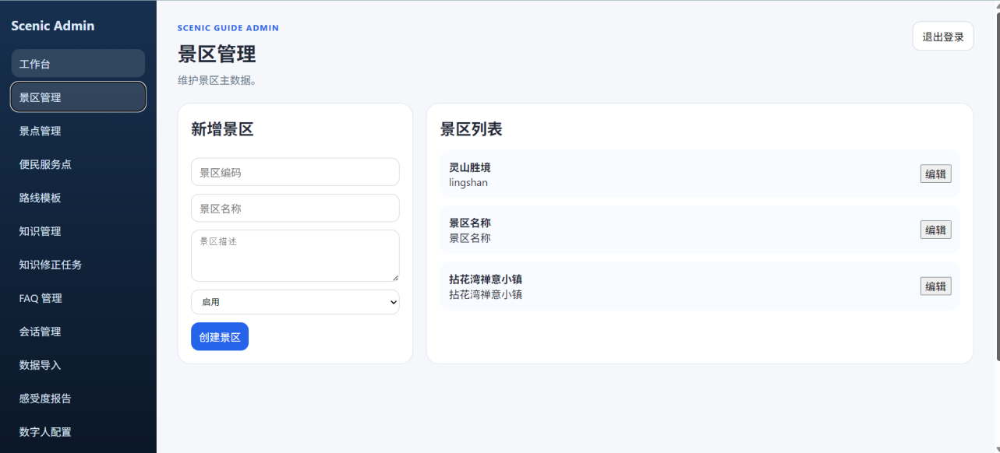 Scenic Admin
工作台
景区管理
景点管理
便民服务点
路线模板
知识管理
知识修正任务
FAQ 管理
会话管理
数据导入
感受度报告
数字人配置
SCENIC GUIDE ADMIN
景区管理
维护景区主数据。
退出登录
新增景区
景区编码
景区名称
景区描述
启用
创建景区
景区列表
灵山胜境
lingshan
编辑
景区名称
景区名称
编辑
拈花湾禅意小镇
拈花湾禅意小镇
编辑